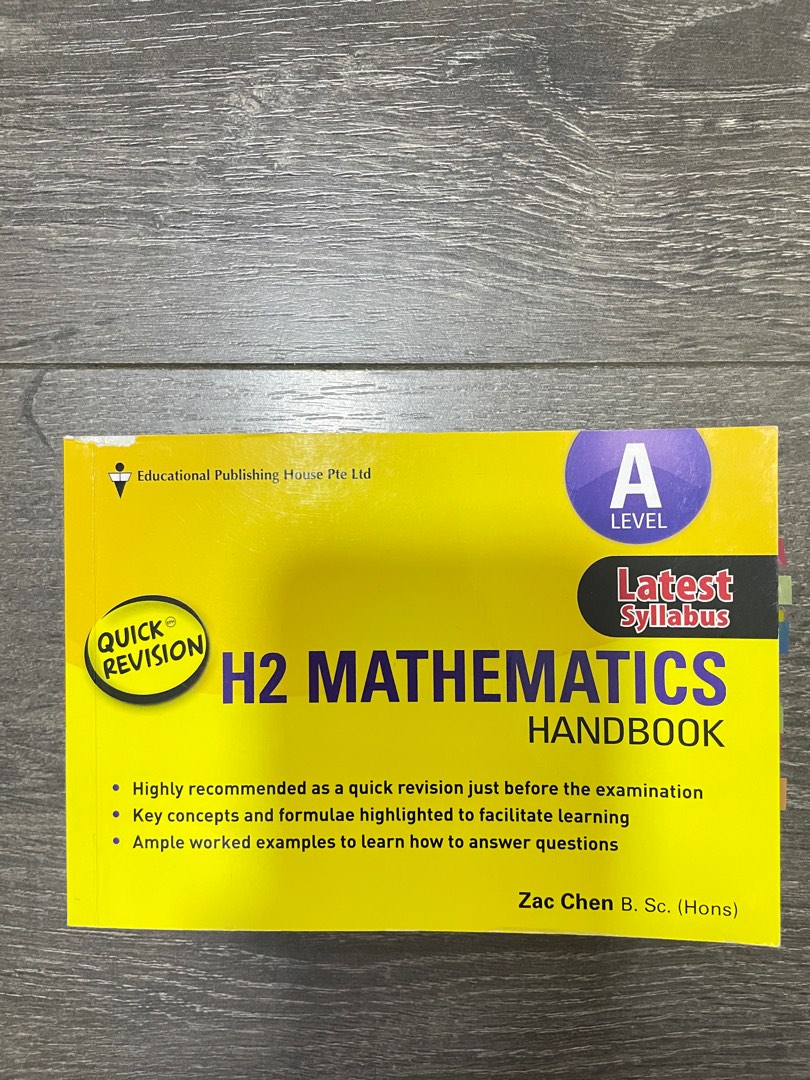 Educational Publishing House Pte Ltd
A
LEVEL
Latest
Syllabus
QUICK
REVISION
H2 MATHEMATICS
HANDBOOK
• Highly recommended as a quick revision just before the examination
• Key concepts and formulae highlighted to facilitate learning
• Ample worked examples to learn how to answer questions
Zac Chen B. Sc. (Hons)